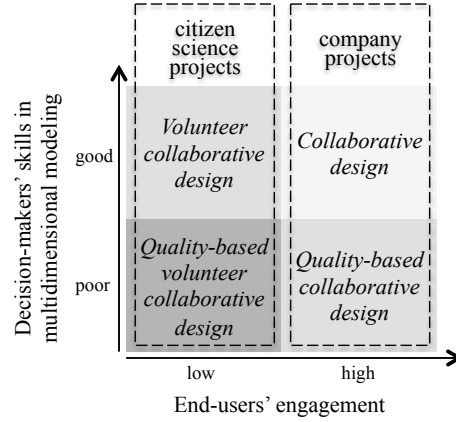 citizen
science
projects
company
projects
Decision-makers' skills in
multidimensional modeling
good
Volunteer
collaborative
design
Collaborative
design
poor
Quality-based
volunteer
collaborative
design
Quality-based
collaborative
design
low
high
End-users' engagement